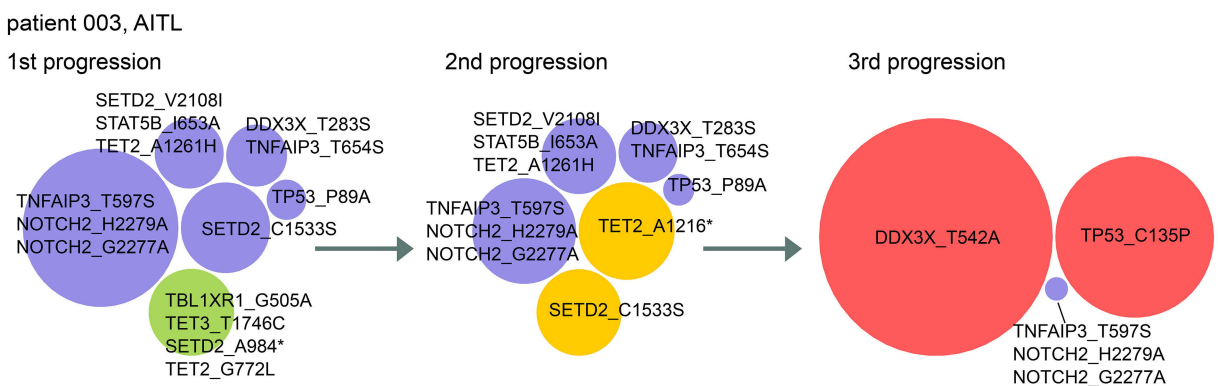 patient 003, AITL
1st progression
SETD2_V2108I
STAT5B_I653A
TET2_A1261H
DDX3X_T283S
TNFAIP3_T654S
TP53_P89A
TNFAIP3_T597S
NOTCH2_H2279A
NOTCH2_G2277A
SETD2_C1533S
TBL1XR1_G505A
TET3_T1746C
SETD2_A984*
TET2_G772L
2nd progression
SETD2_V2108I
STAT5B_I653A
TET2_A1261H
DDX3X_T283S
TNFAIP3_T654S
TP53_P89A
TNFAIP3_T597S
NOTCH2_H2279A
NOTCH2_G2277A
TET2_A1216*
SETD2_C1533S
3rd progression
DDX3X_T542A
TP53_C135P
TNFAIP3_T597S
NOTCH2_H2279A
NOTCH2_G2277A